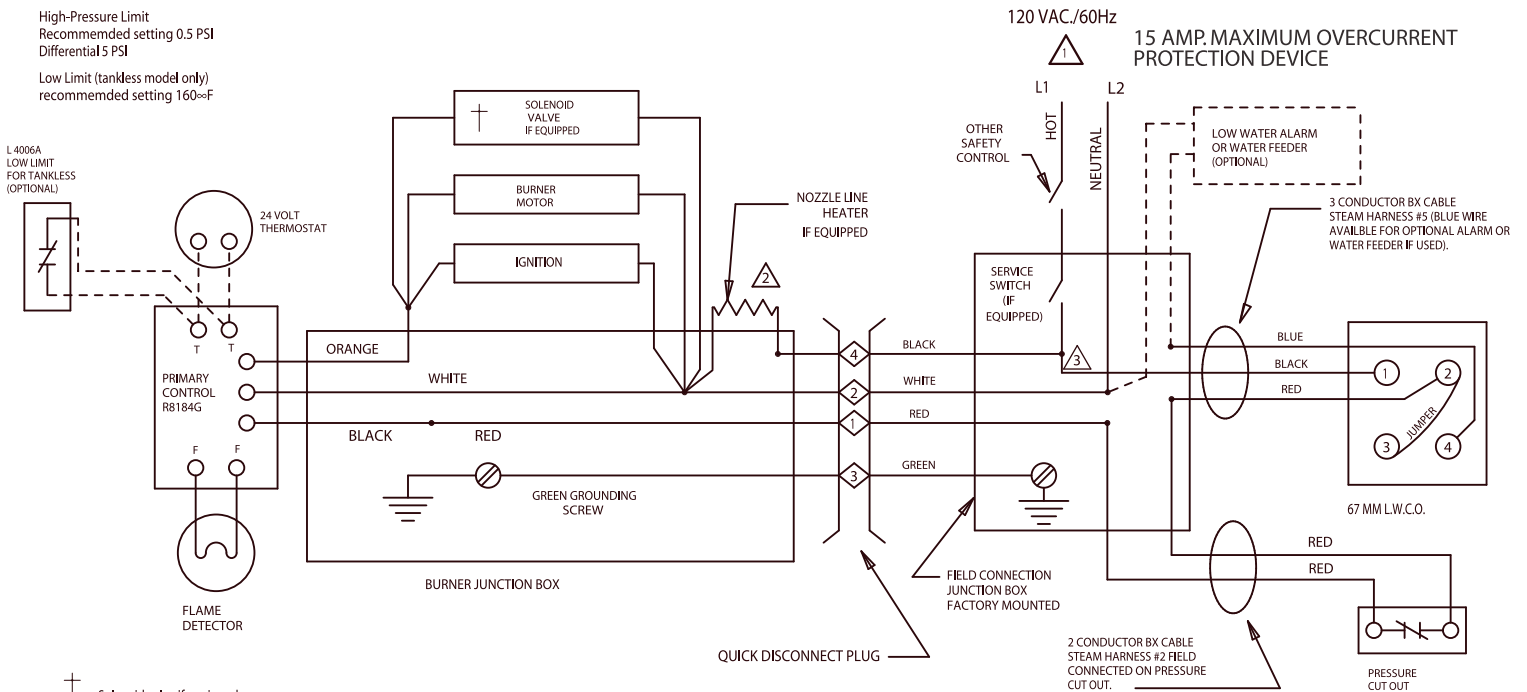 High-Pressure Limit
Recommemded setting 0.5 PSI
Differential 5 PSI
Low Limit (tankless model only)
recommemded setting 160∞F
120 VAC./60Hz
1
15 AMP. MAXIMUM OVERCURRENT
PROTECTION DEVICE
L1
L2
HOT
NEUTRAL
OTHER
SAFETY
CONTROL
LOW WATER ALARM
OR WATER FEEDER
(OPTIONAL)
3 CONDUCTOR BX CABLE
STEAM HARNESS #5 (BLUE WIRE
AVAILBLE FOR OPTIONAL ALARM OR
WATER FEEDER IF USED).
L 4006A
LOW LIMIT
FOR TANKLESS
(OPTIONAL)
24 VOLT
THERMOSTAT
SOLENOID
VALVE
IF EQUIPPED
BURNER
MOTOR
IGNITION
NOZZLE LINE
HEATER
IF EQUIPPED
2
SERVICE
SWITCH
(IF
EQUIPPED)
T
T
PRIMARY
CONTROL
R8184G
F
F
ORANGE
WHITE
BLACK
RED
GREEN GROUNDING
SCREW
BURNER JUNCTION BOX
4
2
1
3
BLACK
WHITE
RED
GREEN
3
BLUE
BLACK
RED
1
2
3
4
JUMPER
67 MM L.W.C.O.
FLAME
DETECTOR
QUICK DISCONNECT PLUG
FIELD CONNECTION
JUNCTION BOX
FACTORY MOUNTED
RED
RED
2 CONDUCTOR BX CABLE
STEAM HARNESS #2 FIELD
CONNECTED ON PRESSURE
CUT OUT.
PRESSURE
CUT OUT